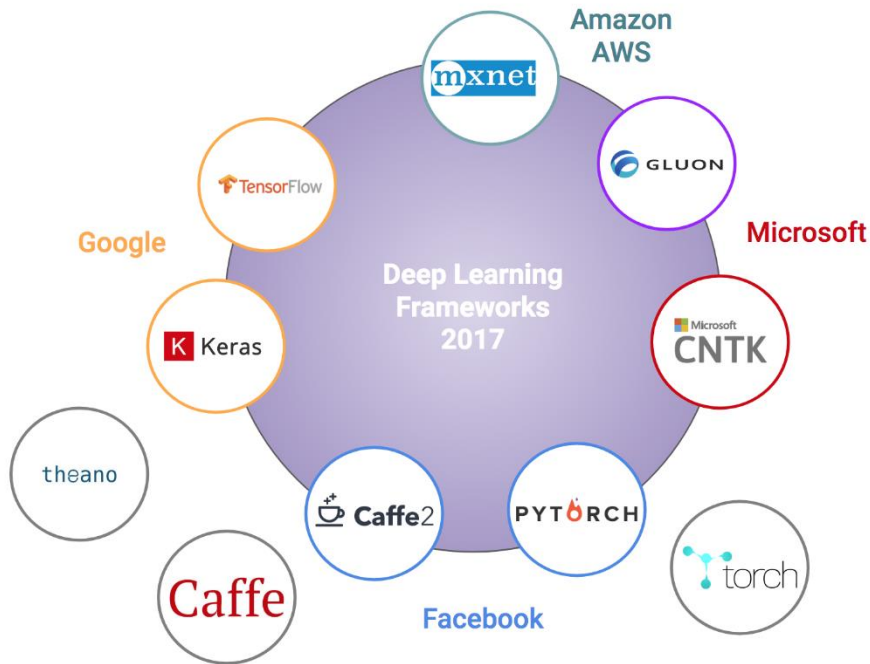 Amazon
AWS
mxnet
TensorFlow
GLUON
Google
Microsoft
Deep Learning
Frameworks
2017
K Keras
Microsoft
CNTK
theano
Caffe2
PYTORCH
Caffe
torch
Facebook